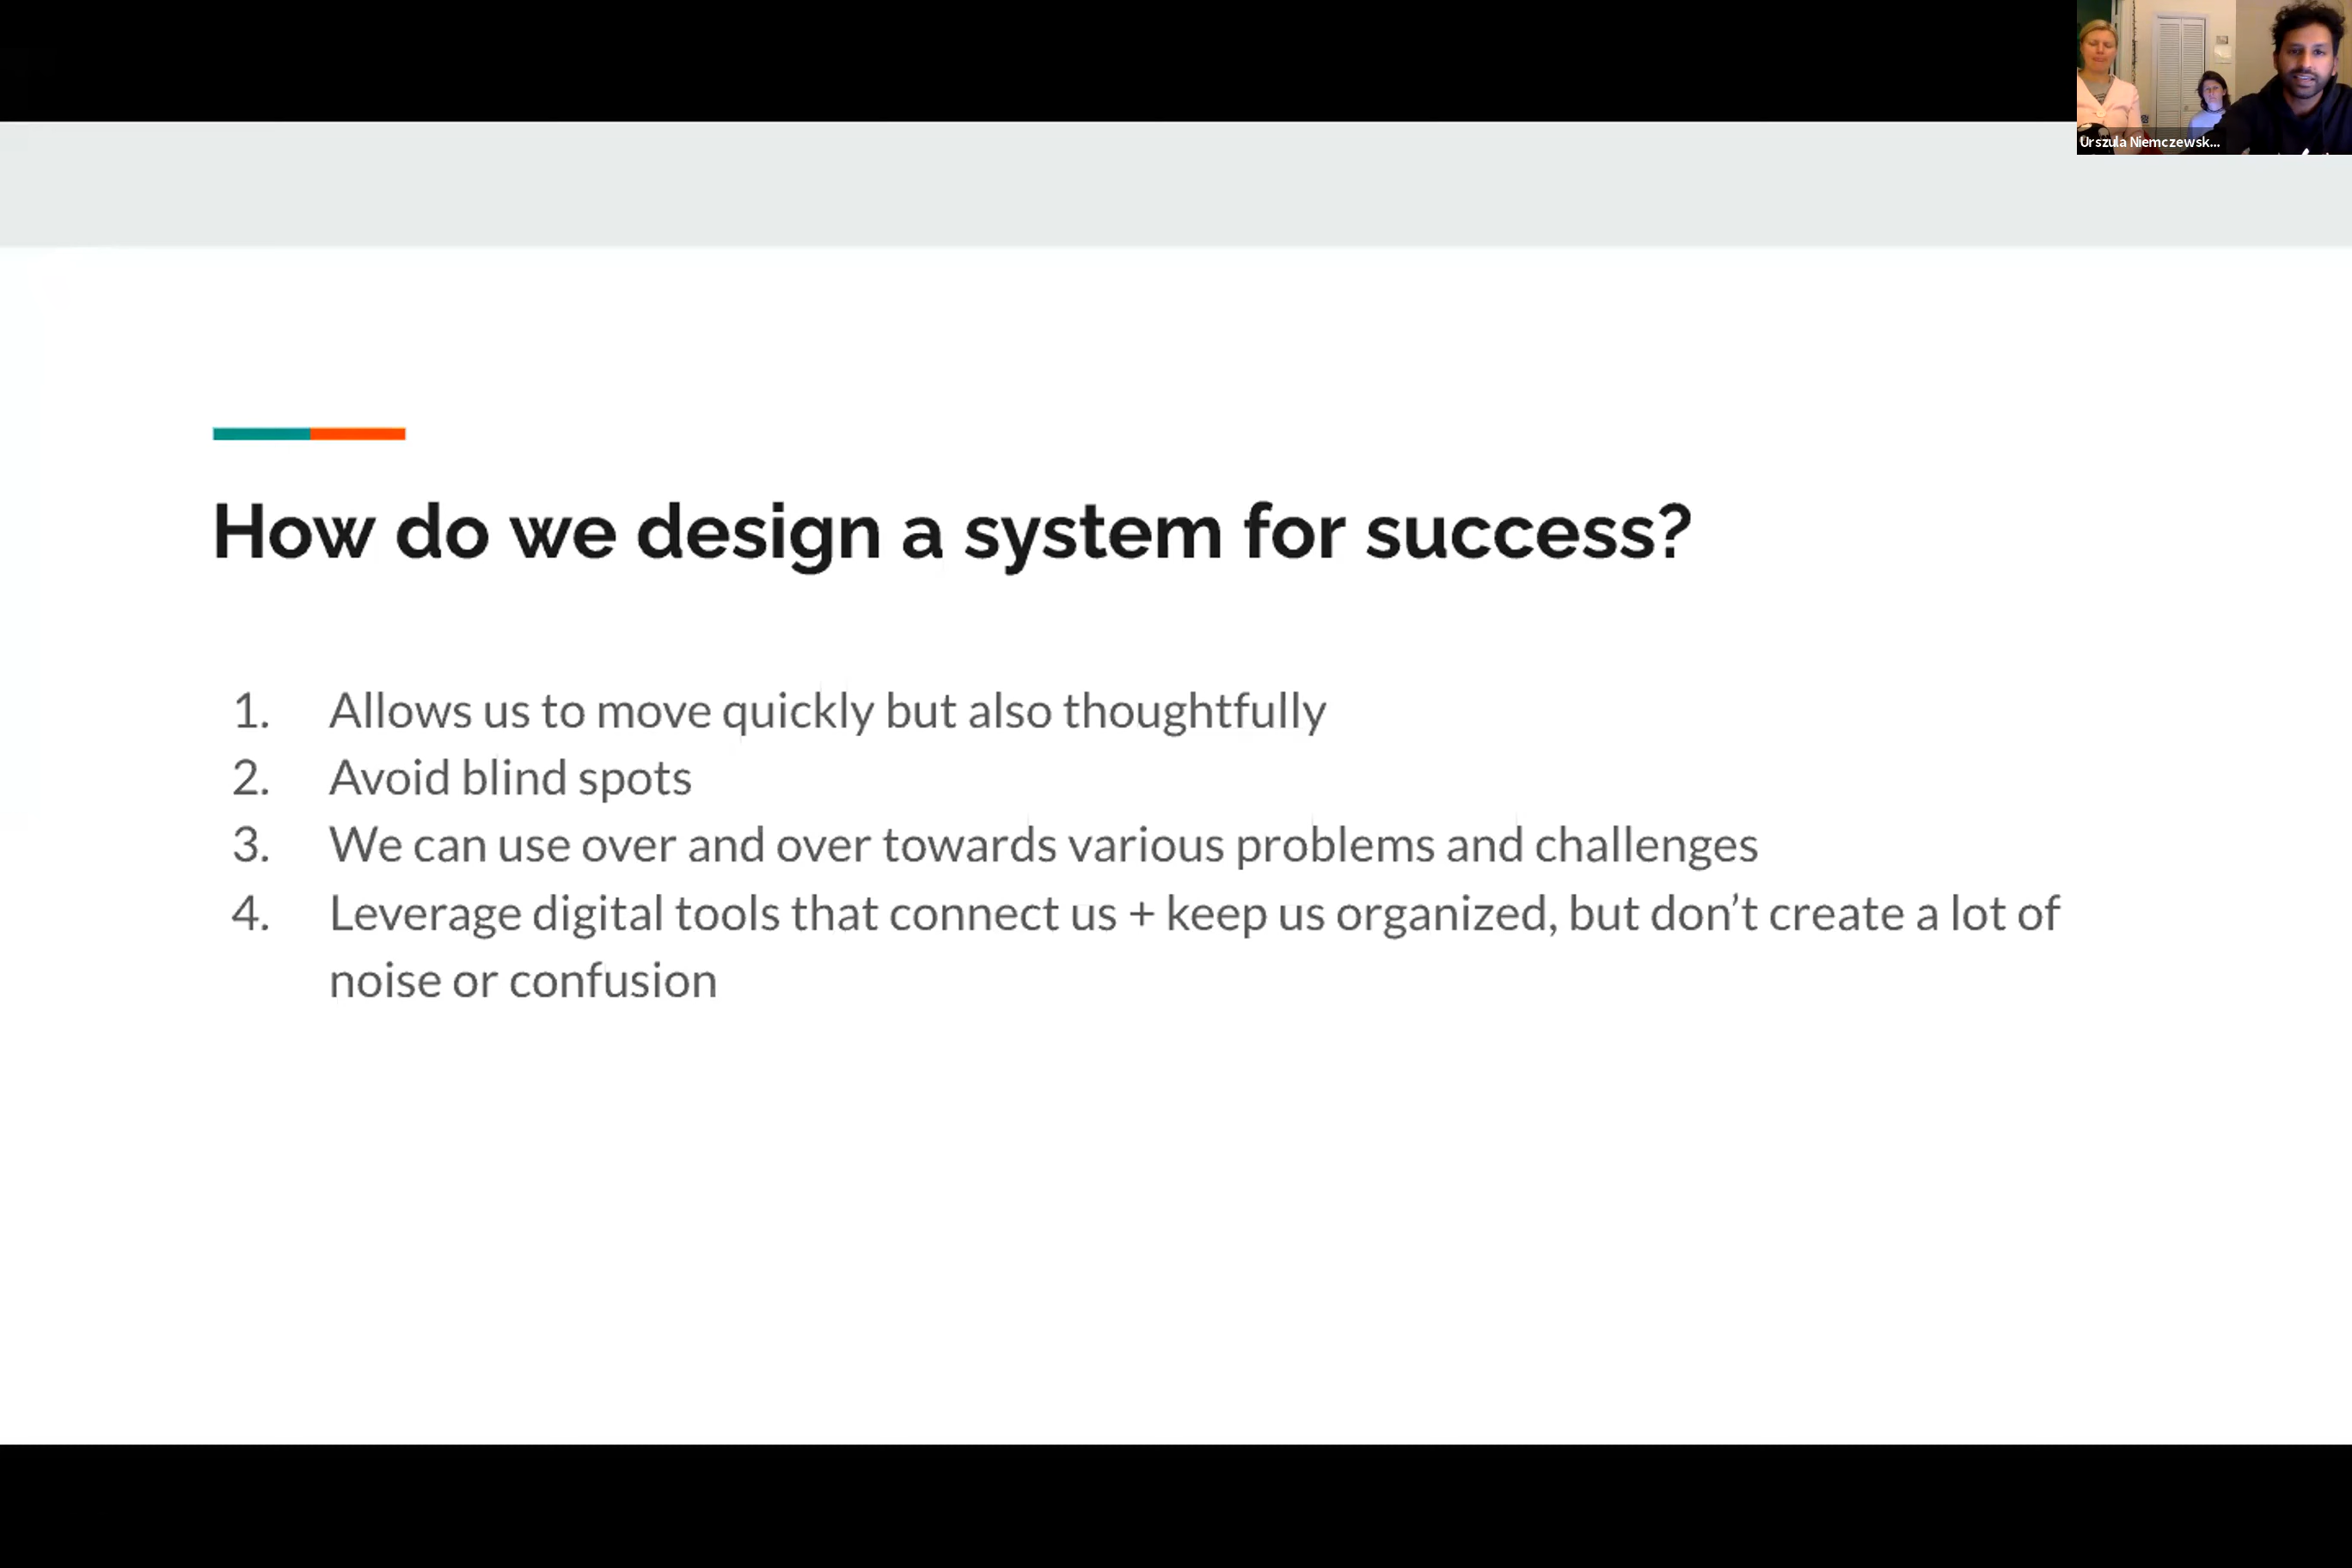 Urszula Niemczewsk...
How do we design a system for success?
1. Allows us to move quickly but also thoughtfully
2. Avoid blind spots
3. We can use over and over towards various problems and challenges
4. Leverage digital tools that connect us + keep us organized, but don’t create a lot of
noise or confusion